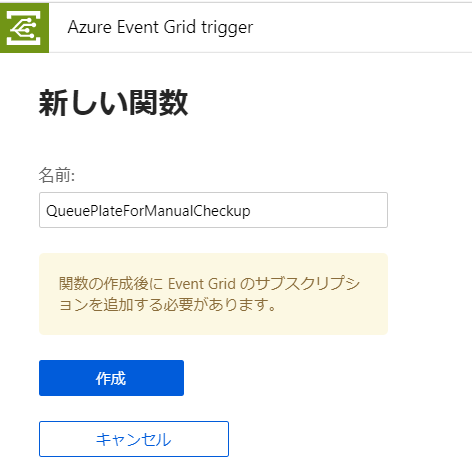 Azure Event Grid trigger
新しい関数
名前:
QueuePlateForManualCheckup
関数の作成後に Event Grid のサブスクリプシ
ョンを追加する必要があります。
作成
キャンセル